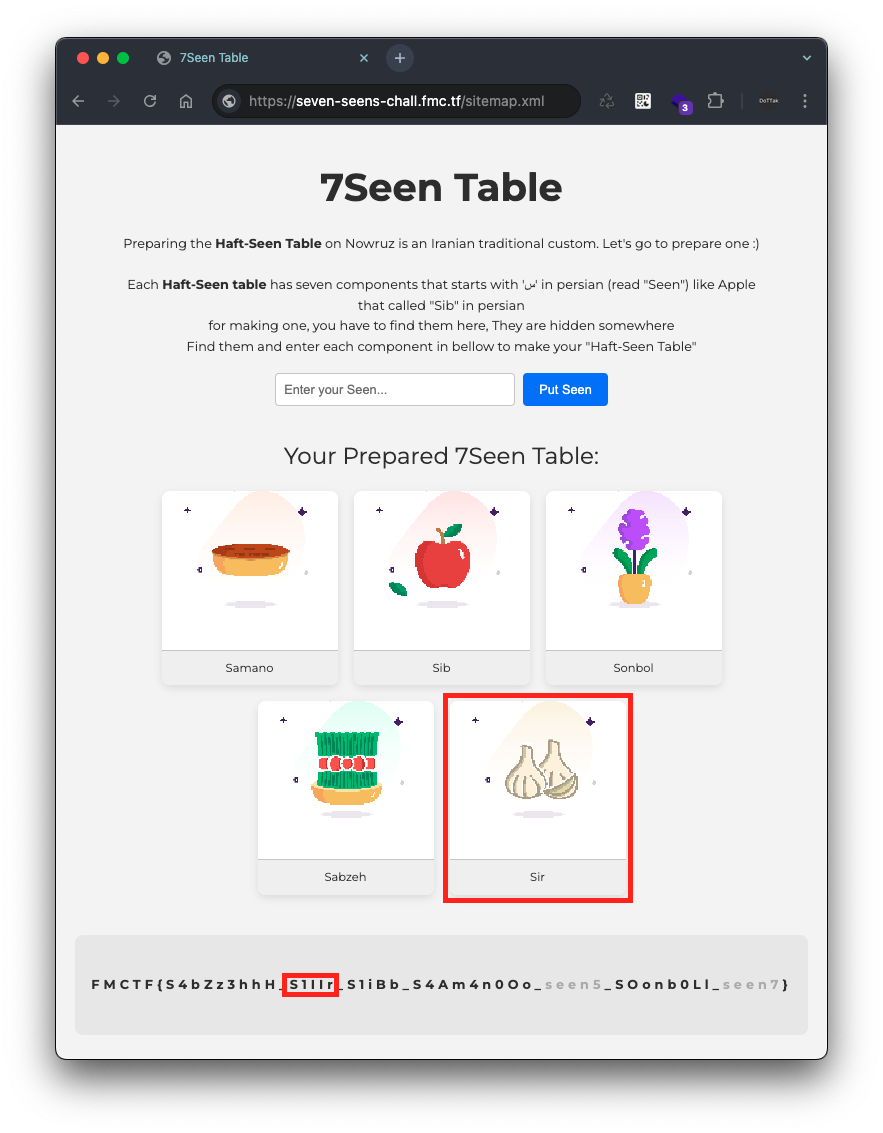 7Seen Table
https://seven-seens-chall.fmc.tf/sitemap.xml
3
DoTTak
7Seen Table
Preparing the Haft-Seen Table on Nowruz is an Iranian traditional custom. Let's go to prepare one :)
Each Haft-Seen table has seven components that starts with 'س' in persian (read "Seen") like Apple
that called "Sib" in persian
for making one, you have to find them here, They are hidden somewhere
Find them and enter each component in bellow to make your "Haft-Seen Table"
Enter your Seen...
Put Seen
Your Prepared 7Seen Table:
Samano
Sib
Sonbol
Sabzeh
Sir
FMCTF{S4bZz3hhH_S1IIr_S1iBb_S4Am4n0Oo_seen5_SOonb0Ll_seen7}